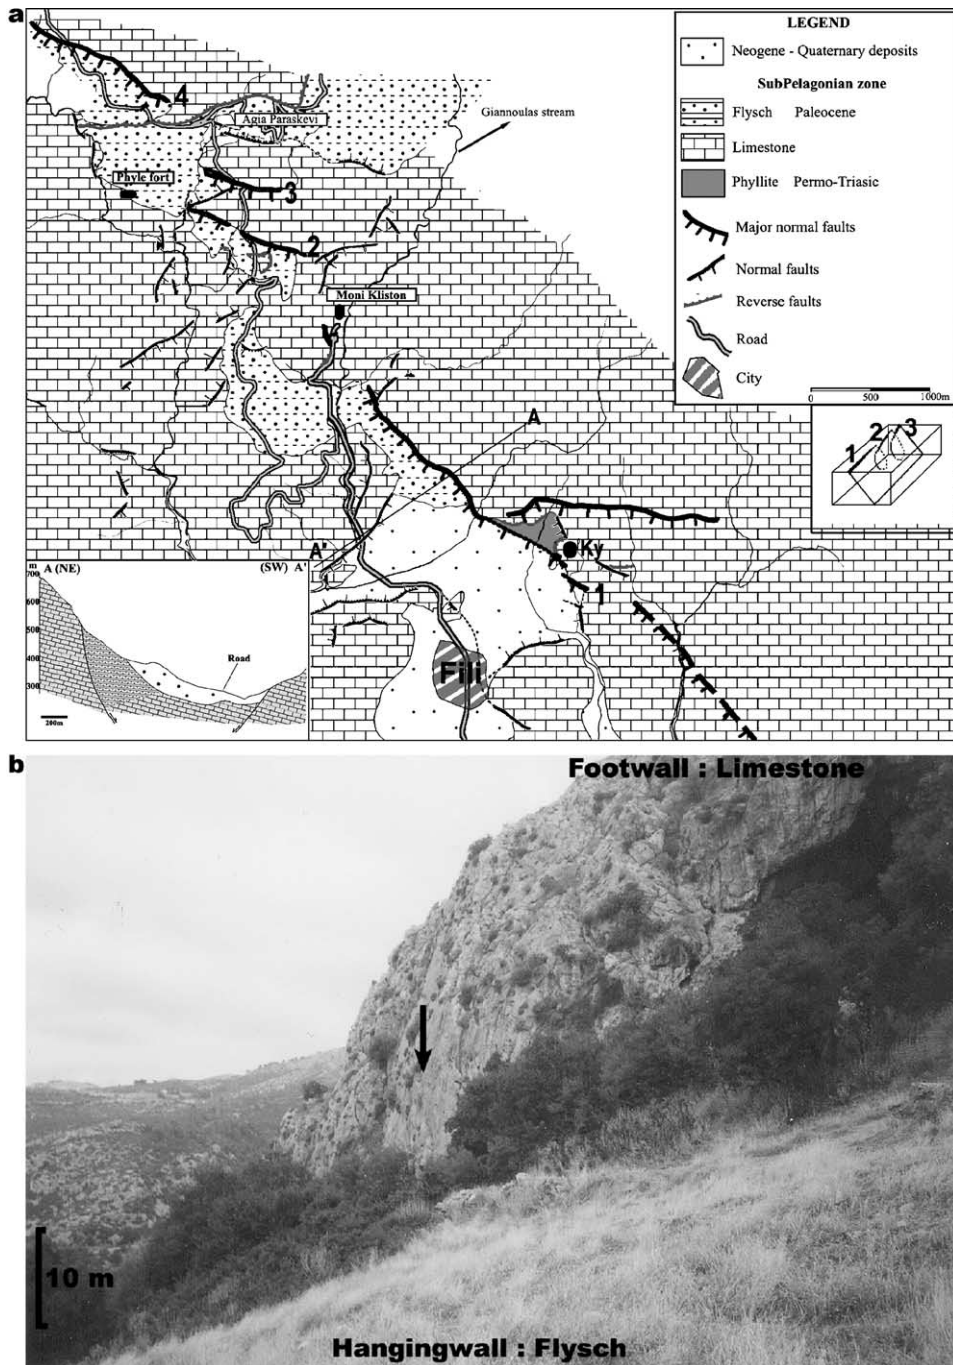 a
LEGEND
Neogene - Quaternary deposits
SubPelagonian zone
Flysch Paleocene
Limestone
Phyllite Permo-Triasic
Major normal faults
Normal faults
Reverse faults
Road
City
0 500 1000m
4
Agia Paraskevi
Giannoulas stream
Phyle fort
3
2
Moni Kliston
A
1 2 3
A'
Ky
1
Fili
m A (NE) (SW) A'
700
600
500
400
300
Road
200m
b
Footwall : Limestone
10 m
Hangingwall : Flysch